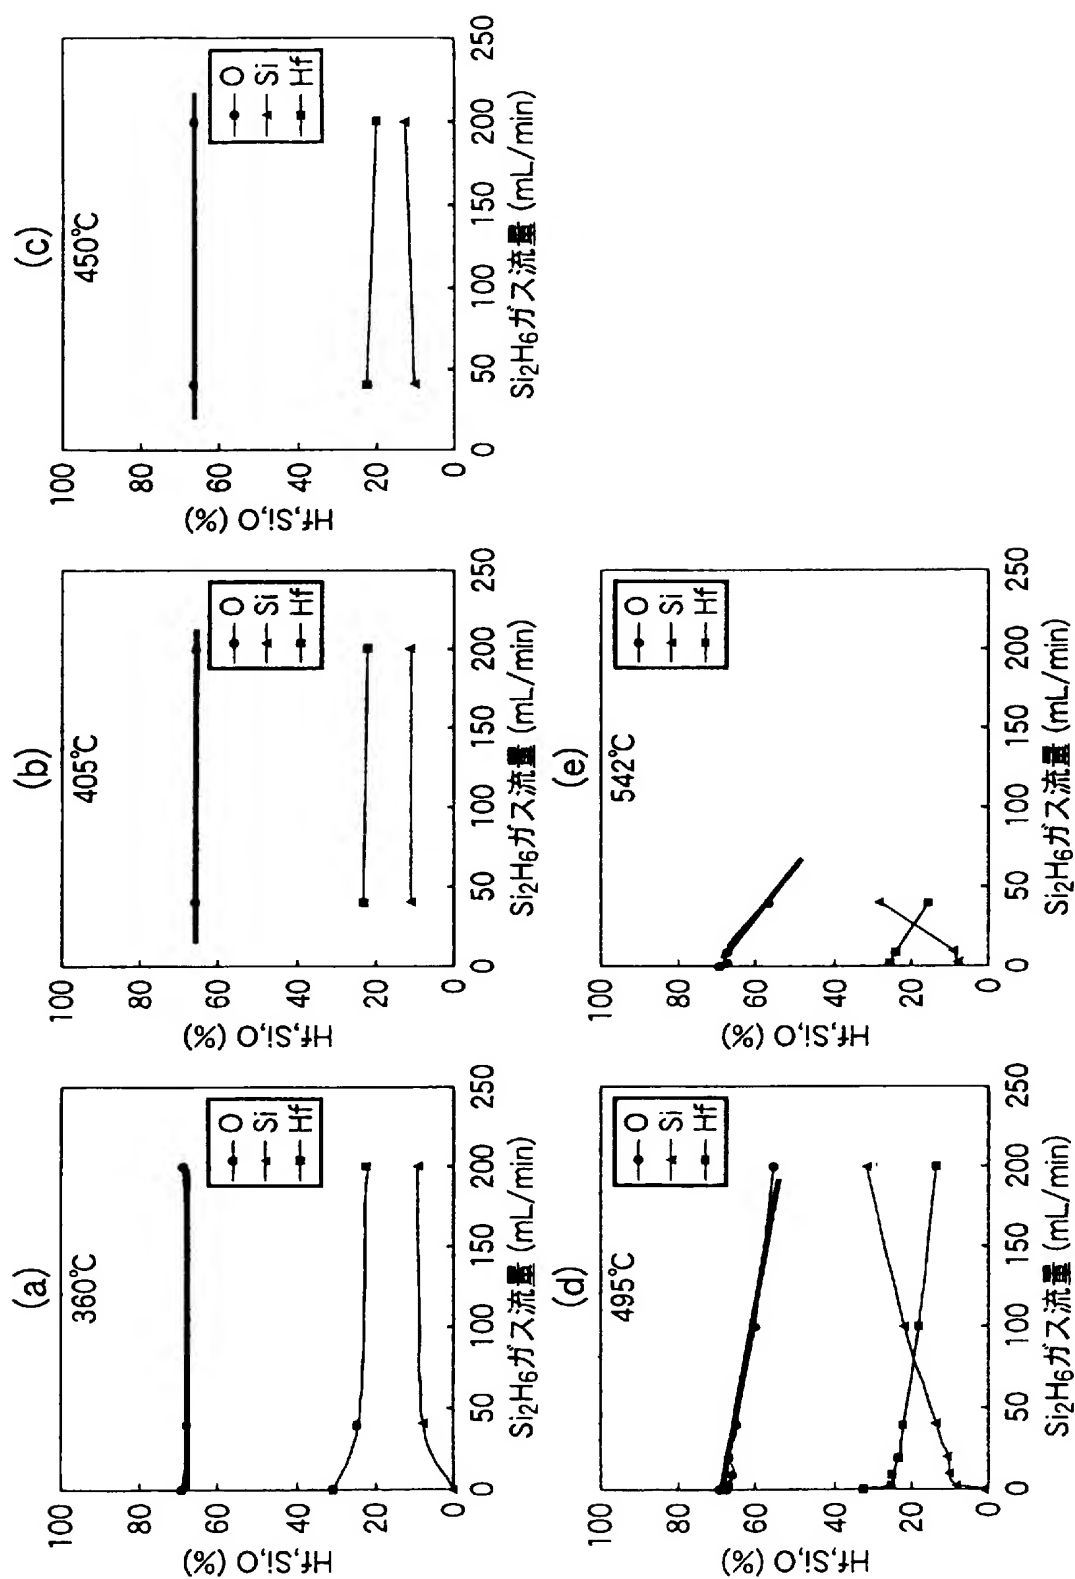 (a)
360℃
Hf,Si,O (%)
100
80
60
40
20
0
0 50 100 150 200 250
Si2H6ガス流量 (mL/min)
O
Si
Hf
(b)
405℃
Hf,Si,O (%)
100
80
60
40
20
0
0 50 100 150 200 250
Si2H6ガス流量 (mL/min)
O
Si
Hf
(c)
450℃
Hf,Si,O (%)
100
80
60
40
20
0
0 50 100 150 200 250
Si2H6ガス流量 (mL/min)
O
Si
Hf
(d)
495℃
Hf,Si,O (%)
100
80
60
40
20
0
0 50 100 150 200 250
Si2H6ガス流量 (mL/min)
O
Si
Hf
(e)
542℃
Hf,Si,O (%)
100
80
60
40
20
0
0 50 100 150 200 250
Si2H6ガス流量 (mL/min)
O
Si
Hf